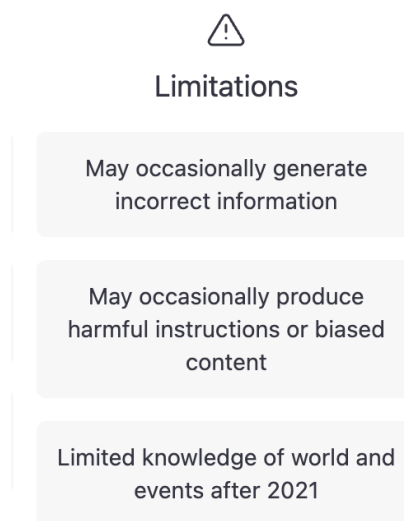 Limitations
May occasionally generate
incorrect information
May occasionally produce
harmful instructions or biased
content
Limited knowledge of world and
events after 2021